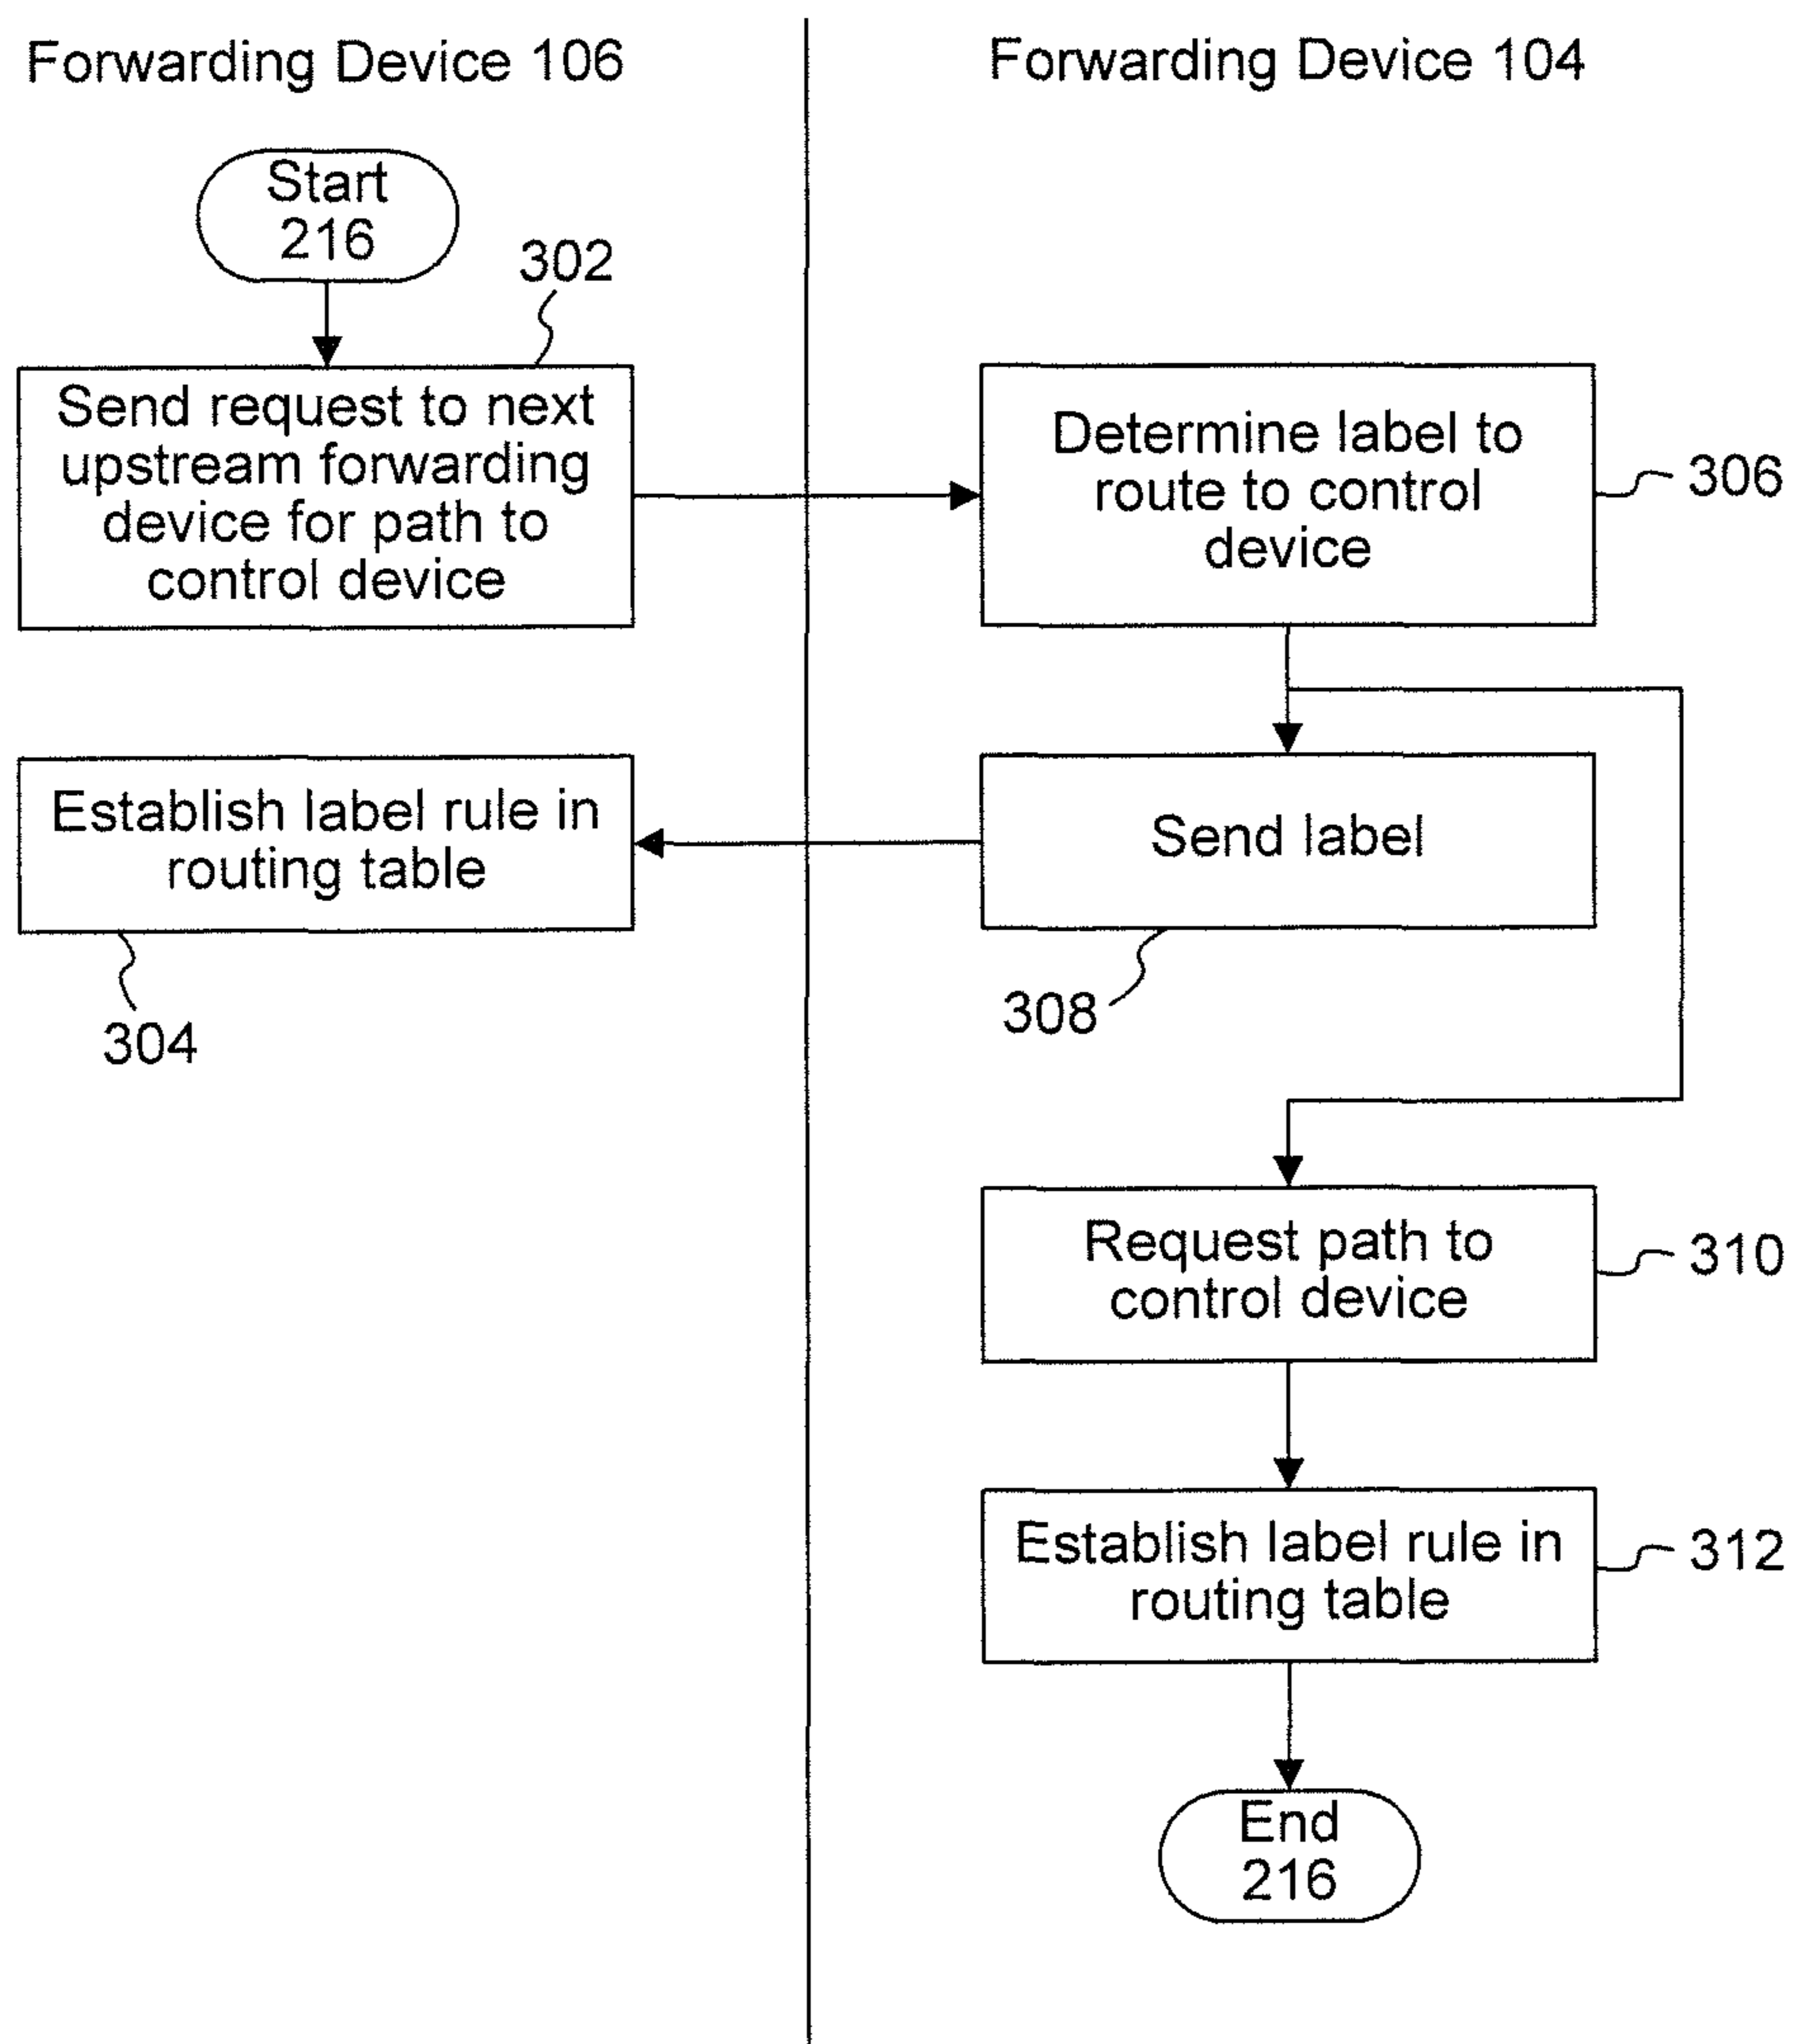 Forwarding Device 106
Forwarding Device 104
Start
216
302
Send request to next
upstream forwarding
device for path to
control device
Determine label to
route to control
device
306
Establish label rule in
routing table
304
Send label
308
Request path to
control device
310
Establish label rule in
routing table
312
End
216